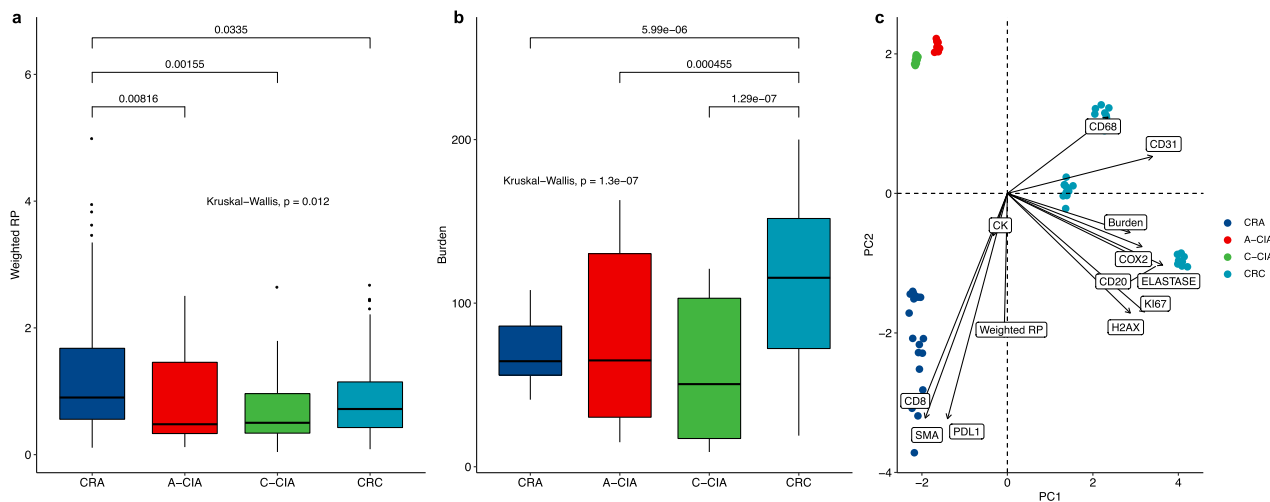 a
0.0335
0.00155
0.00816
Kruskal−Wallis, p = 0.012
Weighted RP
6
4
2
0
CRA
A−CIA
C−CIA
CRC
b
5.99e−06
0.000455
1.29e−07
Kruskal−Wallis, p = 1.3e−07
Burden
200
100
0
CRA
A−CIA
C−CIA
CRC
c
CD68
CD31
CK
Burden
COX2
CD20
ELASTASE
KI67
H2AX
Weighted RP
CD8
SMA
PDL1
PC2
2
0
−2
−4
−2
0
2
4
PC1
CRA
A−CIA
C−CIA
CRC